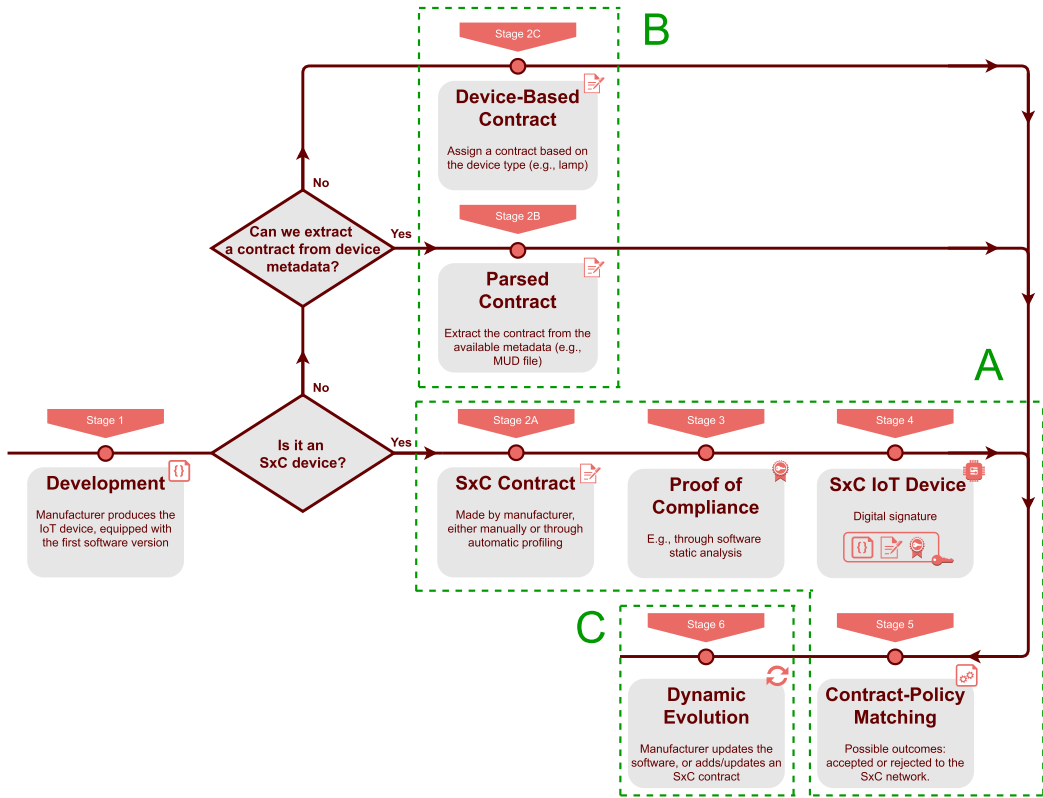 Stage 2C
B
Device-Based
Contract
Assign a contract based on
the device type (e.g., lamp)
No
Can we extract
a contract from device
metadata?
Yes
Stage 2B
Parsed
Contract
Extract the contract from the
available metadata (e.g.,
MUD file)
No
A
Stage 1
Development
{}
Manufacturer produces the
IoT device, equipped with
the first software version
Is it an
SxC device?
Yes
Stage 2A
SxC Contract
Made by manufacturer,
either manually or through
automatic profiling
Stage 3
Proof of
Compliance
E.g., through software
static analysis
Stage 4
SxC IoT Device
Digital signature
{}
C
Stage 6
Dynamic
Evolution
Manufacturer updates the
software, or adds/updates an
SxC contract
Stage 5
Contract-Policy
Matching
Possible outcomes:
accepted or rejected to the
SxC network.